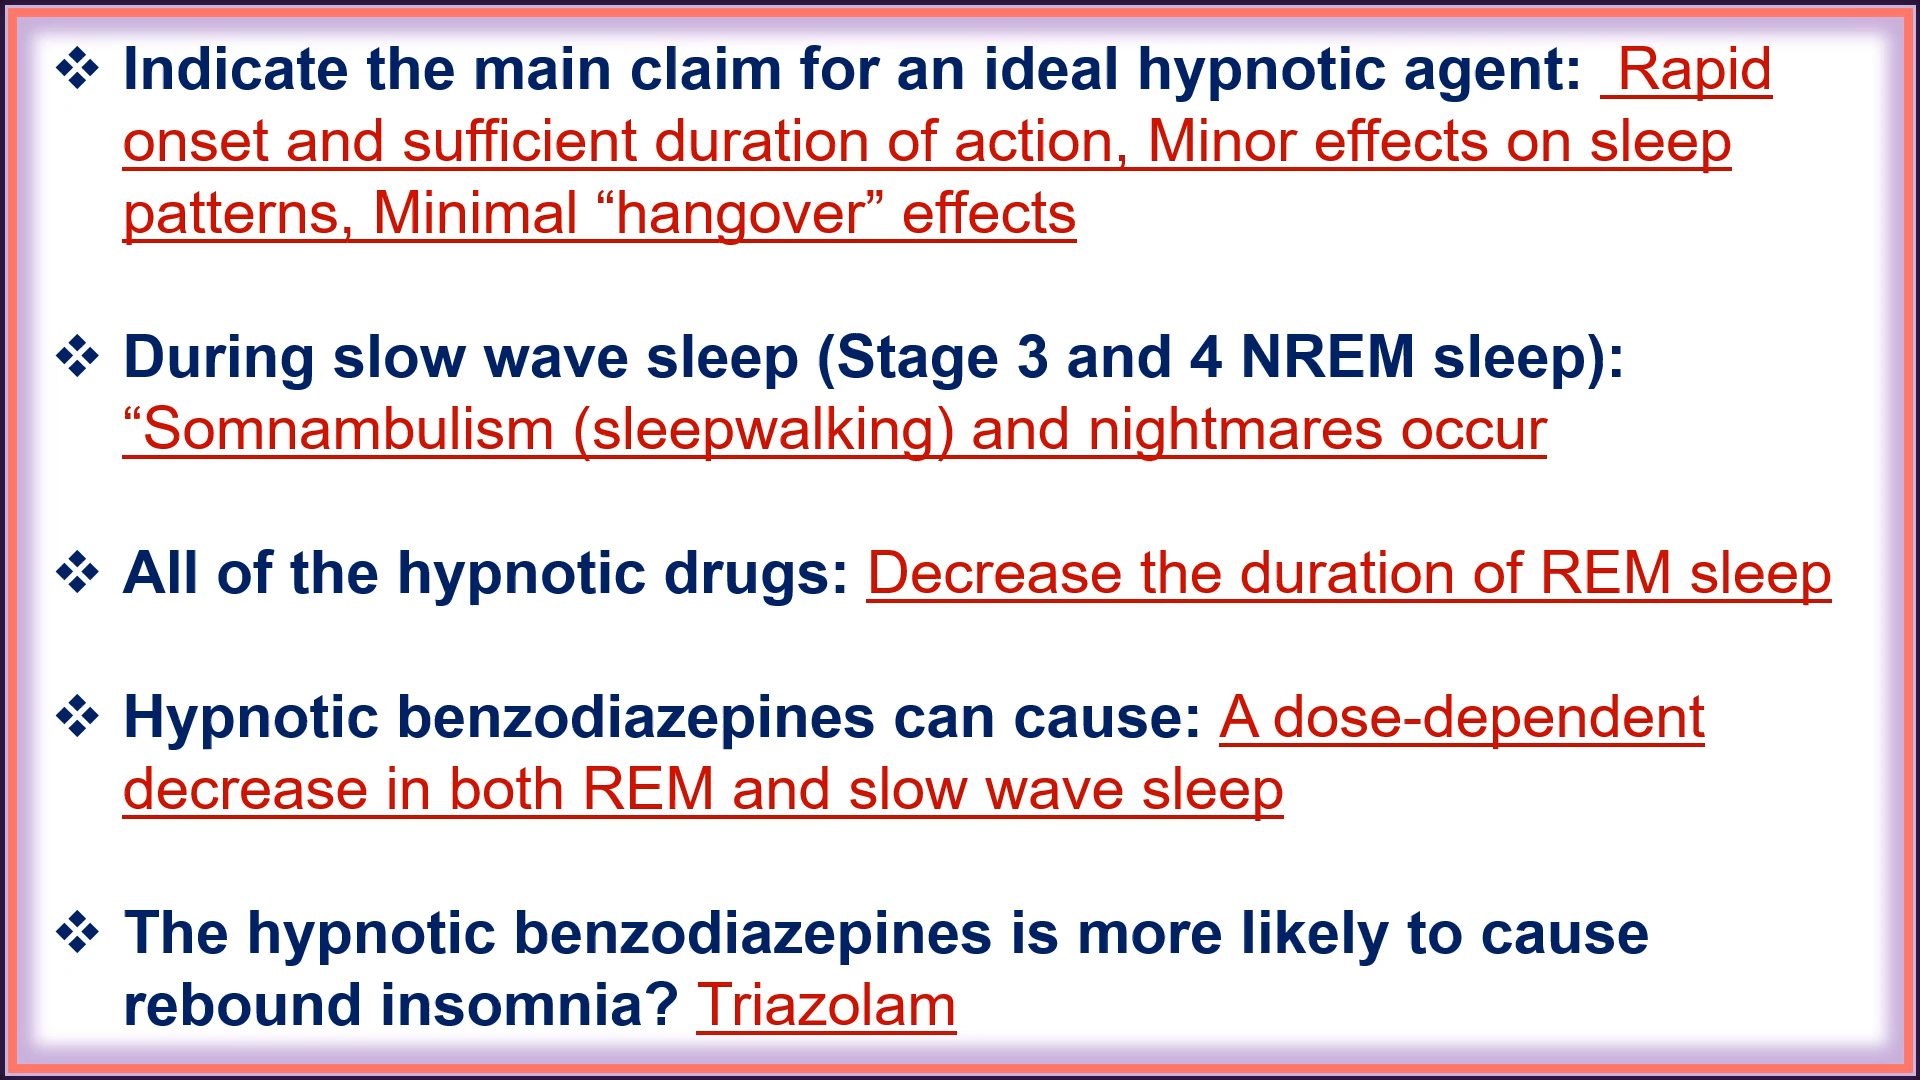 ❖ Indicate the main claim for an ideal hypnotic agent: Rapid
onset and sufficient duration of action, Minor effects on sleep
patterns, Minimal “hangover” effects
❖ During slow wave sleep (Stage 3 and 4 NREM sleep):
“Somnambulism (sleepwalking) and nightmares occur
❖ All of the hypnotic drugs: Decrease the duration of REM sleep
❖ Hypnotic benzodiazepines can cause: A dose-dependent
decrease in both REM and slow wave sleep
❖ The hypnotic benzodiazepines is more likely to cause
rebound insomnia? Triazolam